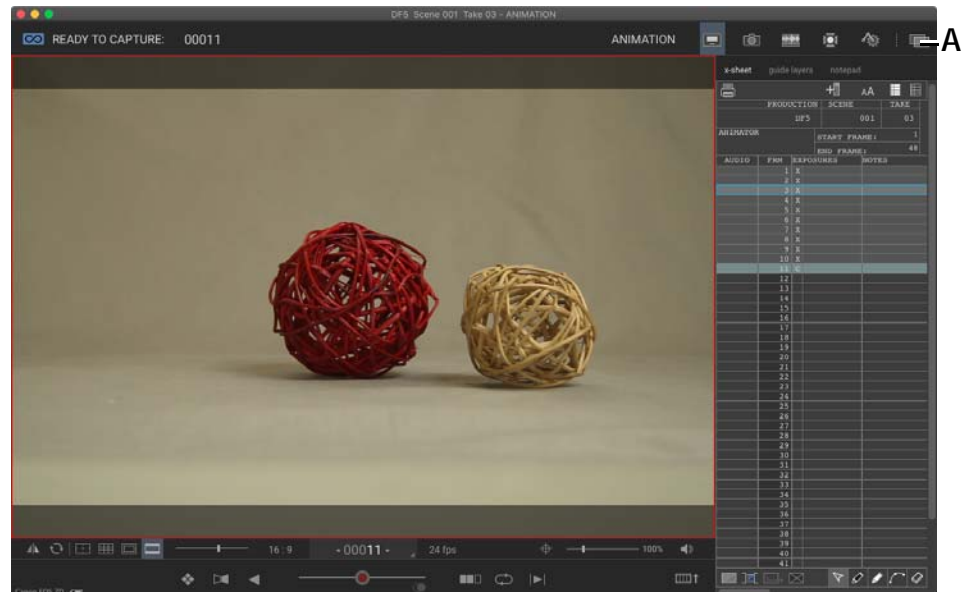 DF5 Scene 001 Take 03 - ANIMATION
READY TO CAPTURE: 00011
ANIMATION
A
x-sheet guide layers notepad
AA
PRODUCTION SCENE TAKE
DF5 001 03
ANIMATOR
START FRAME: 1
END FRAME: 48
AUDIO FRM EXPOSURES NOTES
1 X
2 X
3 X
4 X
5 X
6 X
7 X
8 X
9 X
10 X
11 C
12
13
14
15
16
17
18
19
20
21
22
23
24
25
26
27
28
29
30
31
32
33
34
35
36
37
38
39
40
41
16:9 - 00011 - 24 fps 100%